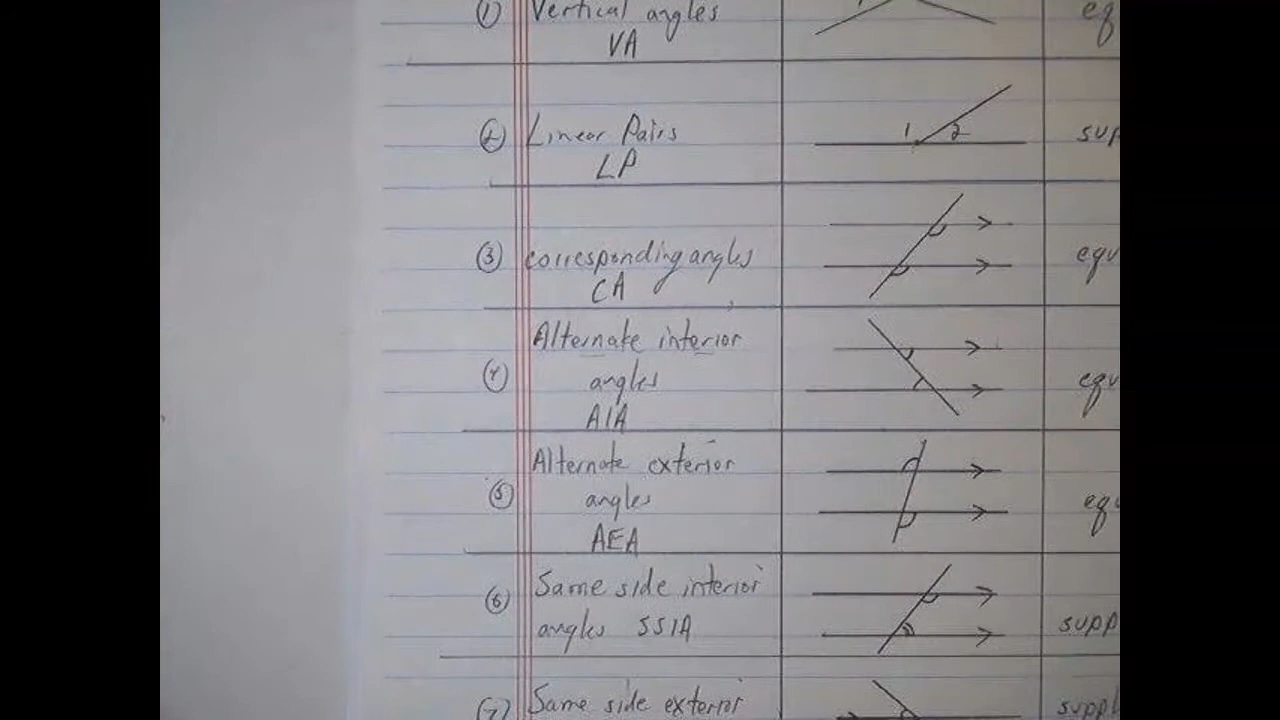 ① Vertical angles eq
VA
② Linear Pairs 1 2 sup
LP
③ corresponding angles equ
CA
Alternate interior
④ angles equ
AIA
Alternate exterior
⑤ angles equ
AEA
⑥ Same side interior
angles SSIA supp
⑦ Same side exterior suppl